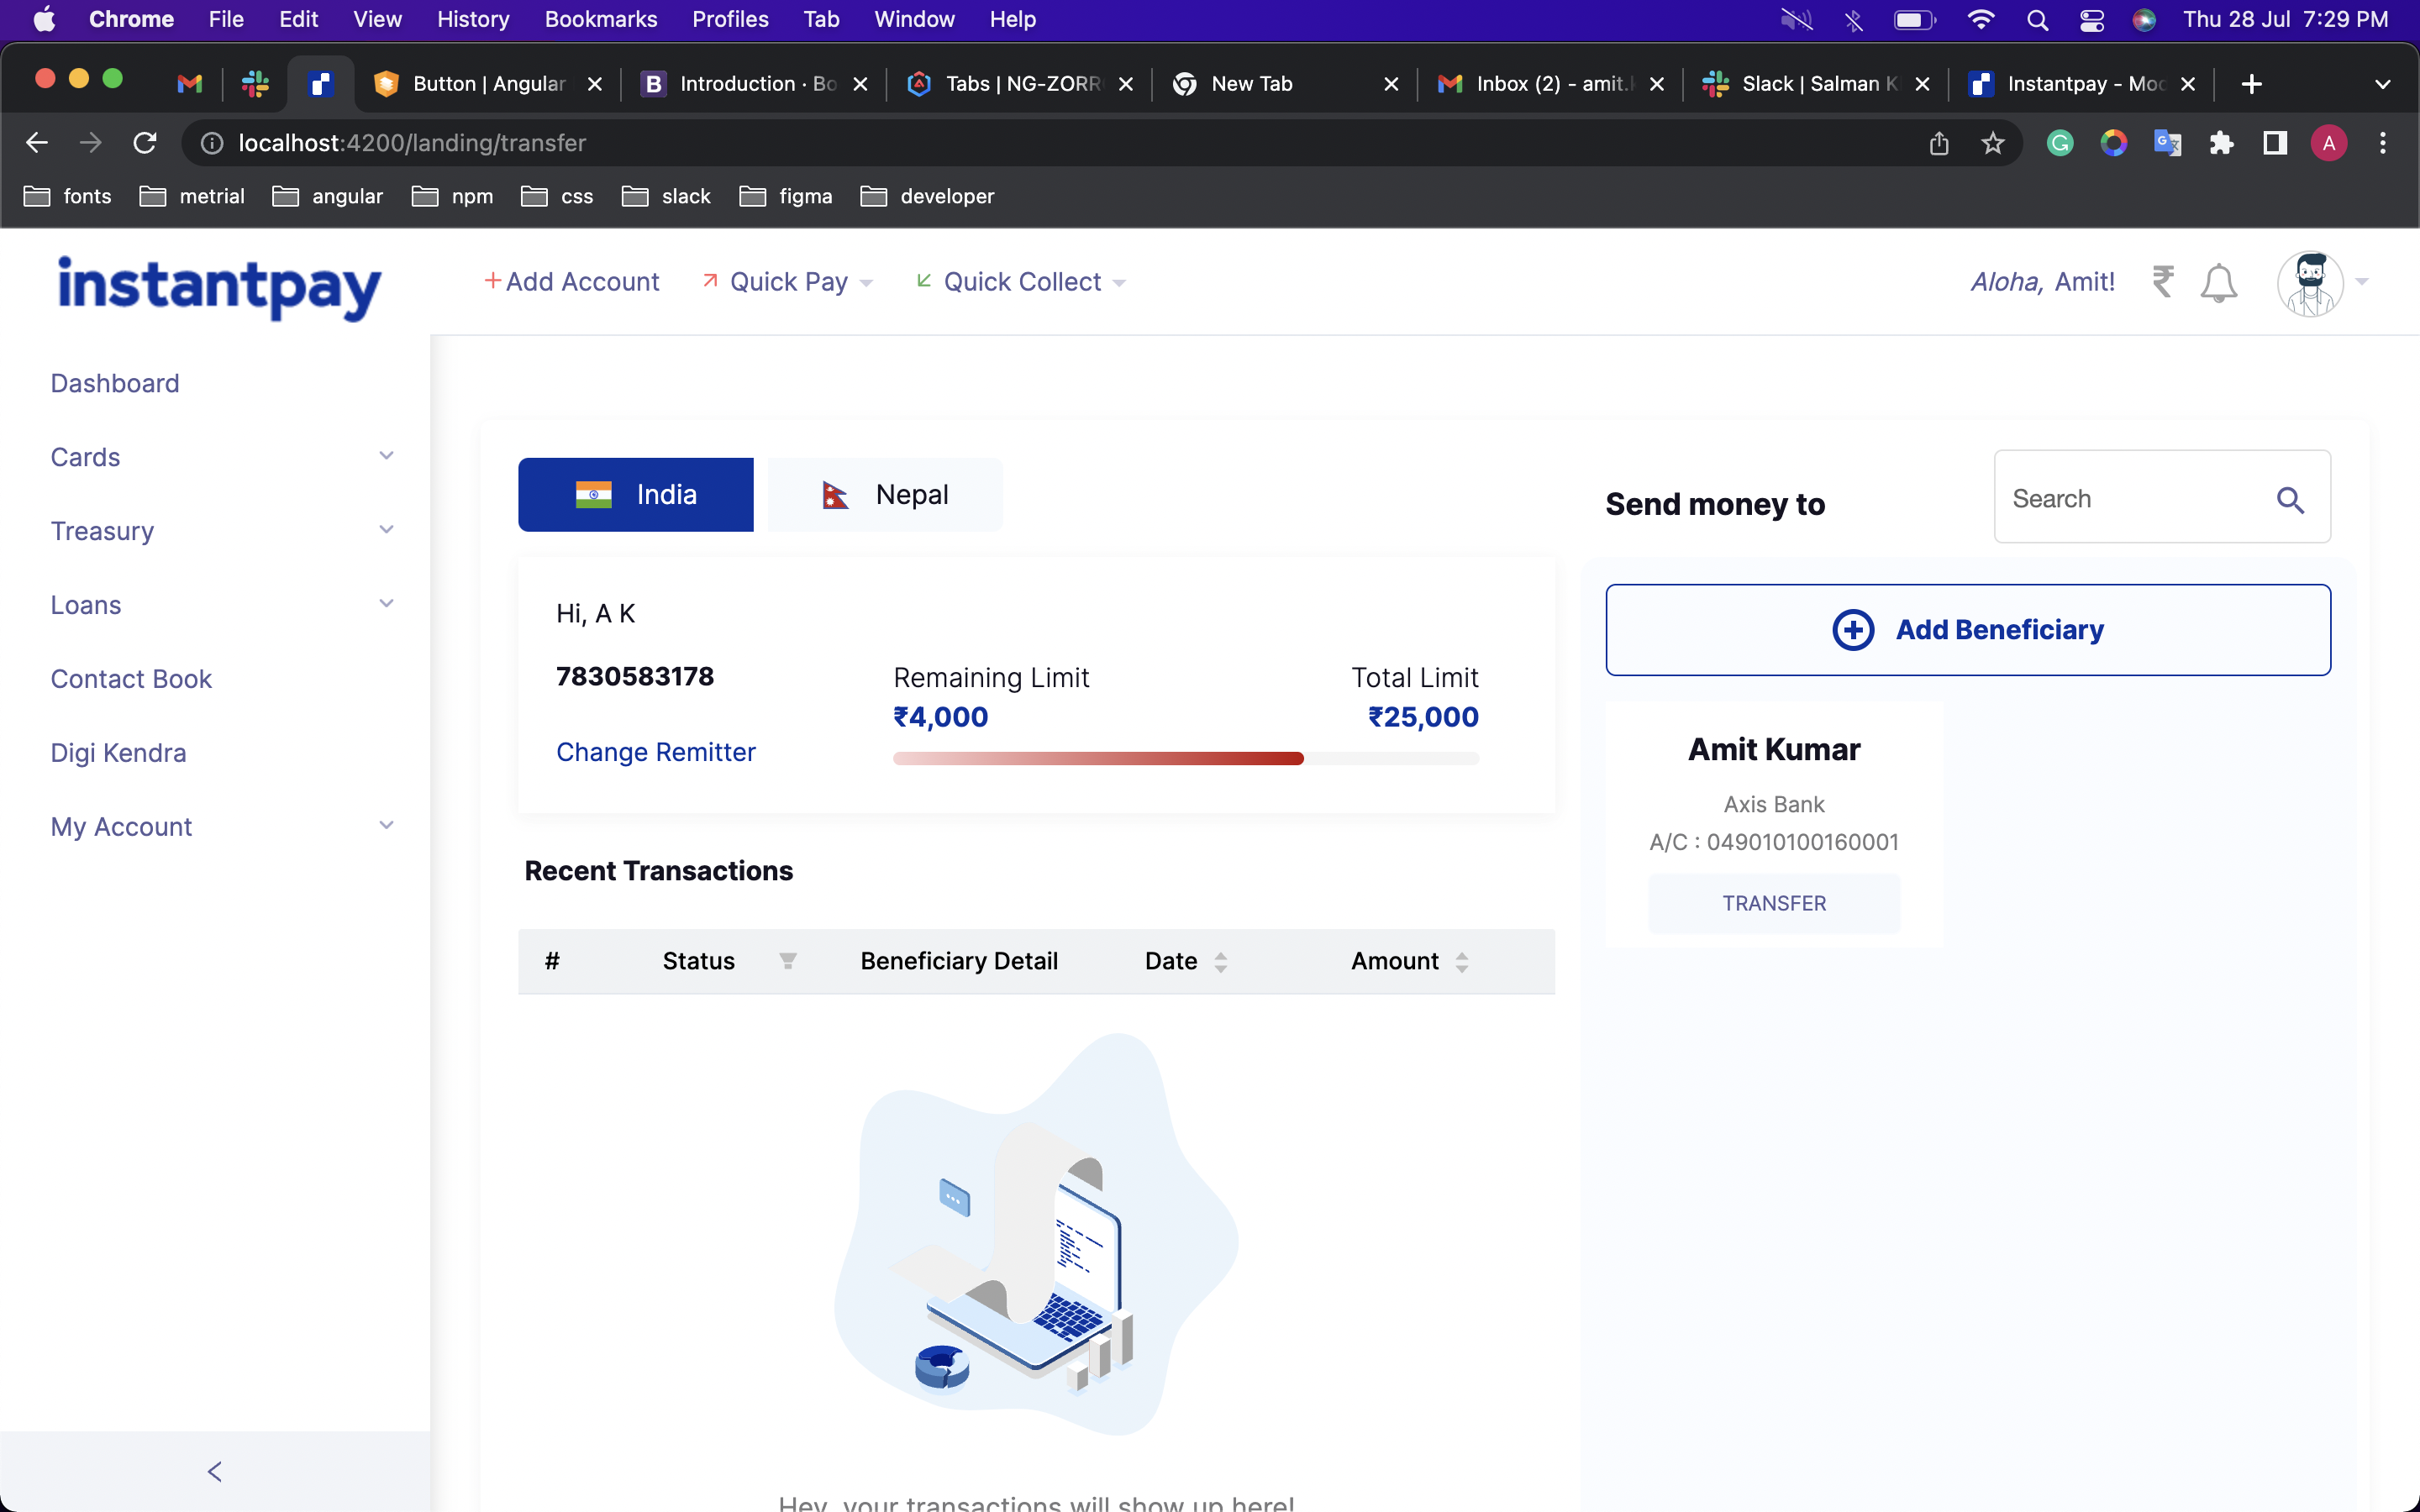 Chrome File Edit View History Bookmarks Profiles Tab Window Help Thu 28 Jul 7:29 PM
Button | Angular Introduction · Bo Tabs | NG-ZORR New Tab Inbox (2) - amit.k Slack | Salman K Instantpay - Mod
localhost:4200/landing/transfer A
fonts metrial angular npm css slack figma developer
instantpay
+Add Account Quick Pay Quick Collect Aloha, Amit! ₹
Dashboard
Cards
Treasury
Loans
Contact Book
Digi Kendra
My Account
India Nepal
Hi, A K
7830583178
Change Remitter
Remaining Limit
₹4,000
Total Limit
₹25,000
Recent Transactions
# Status Beneficiary Detail Date Amount
Hey, your transactions will show up here!
Send money to
Search
Add Beneficiary
Amit Kumar
Axis Bank
A/C : 049010100160001
TRANSFER